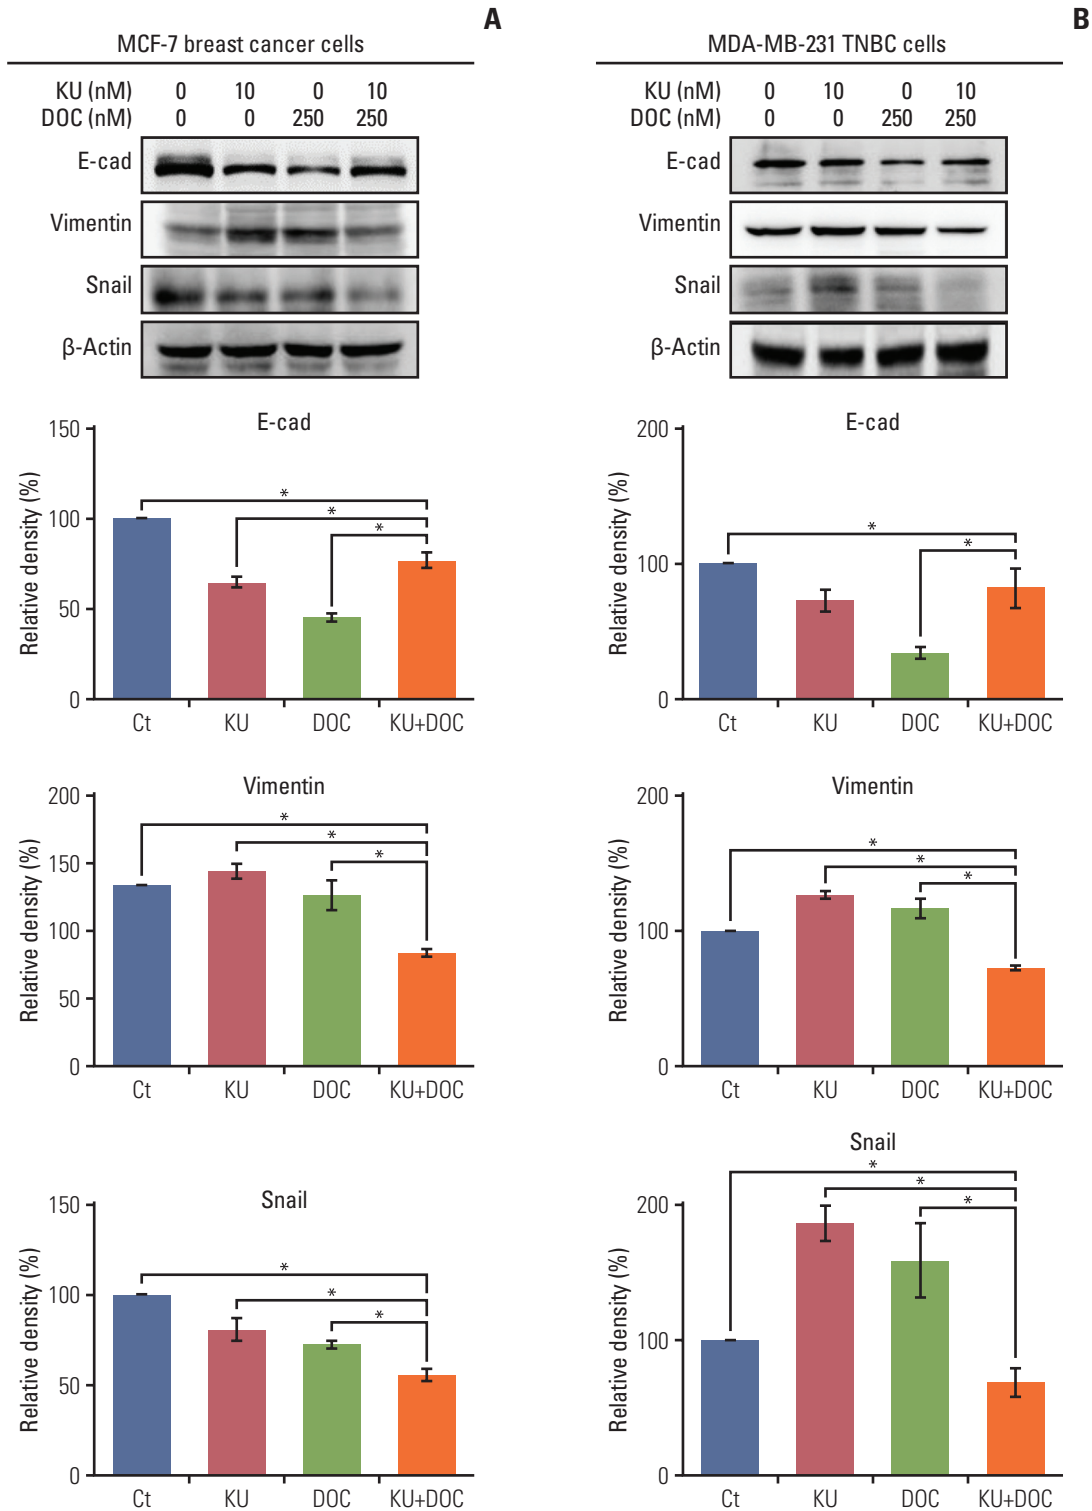 A
MCF-7 breast cancer cells
KU (nM) 0 10 0 10
DOC (nM) 0 0 250 250
E-cad
Vimentin
Snail
β-Actin
E-cad
Relative density (%)
150
100
50
0
* * *
Ct KU DOC KU+DOC
Vimentin
Relative density (%)
200
150
100
50
0
* * *
Ct KU DOC KU+DOC
Snail
Relative density (%)
150
100
50
0
* * *
Ct KU DOC KU+DOC
B
MDA-MB-231 TNBC cells
KU (nM) 0 10 0 10
DOC (nM) 0 0 250 250
E-cad
Vimentin
Snail
β-Actin
E-cad
Relative density (%)
200
100
0
* *
Ct KU DOC KU+DOC
Vimentin
Relative density (%)
200
100
0
* * *
Ct KU DOC KU+DOC
Snail
Relative density (%)
200
100
0
* * *
Ct KU DOC KU+DOC